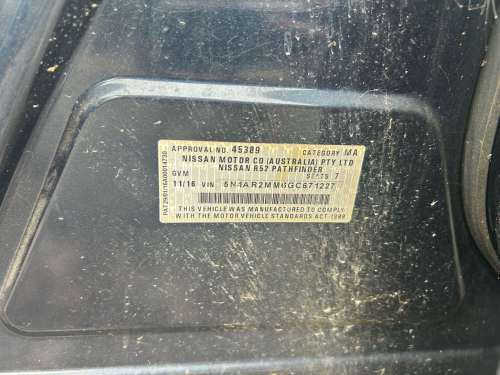 APPROVAL NO. 45389 CATEGORY MA
NISSAN MOTOR CO (AUSTRALIA) PTY LTD
NISSAN R52 PATHFINDER
GVM SEATS 7
11/16 VIN 5N1AR2MM6GC671227
THIS VEHICLE WAS MANUFACTURED TO COMPLY
WITH THE MOTOR VEHICLE STANDARDS ACT 1989